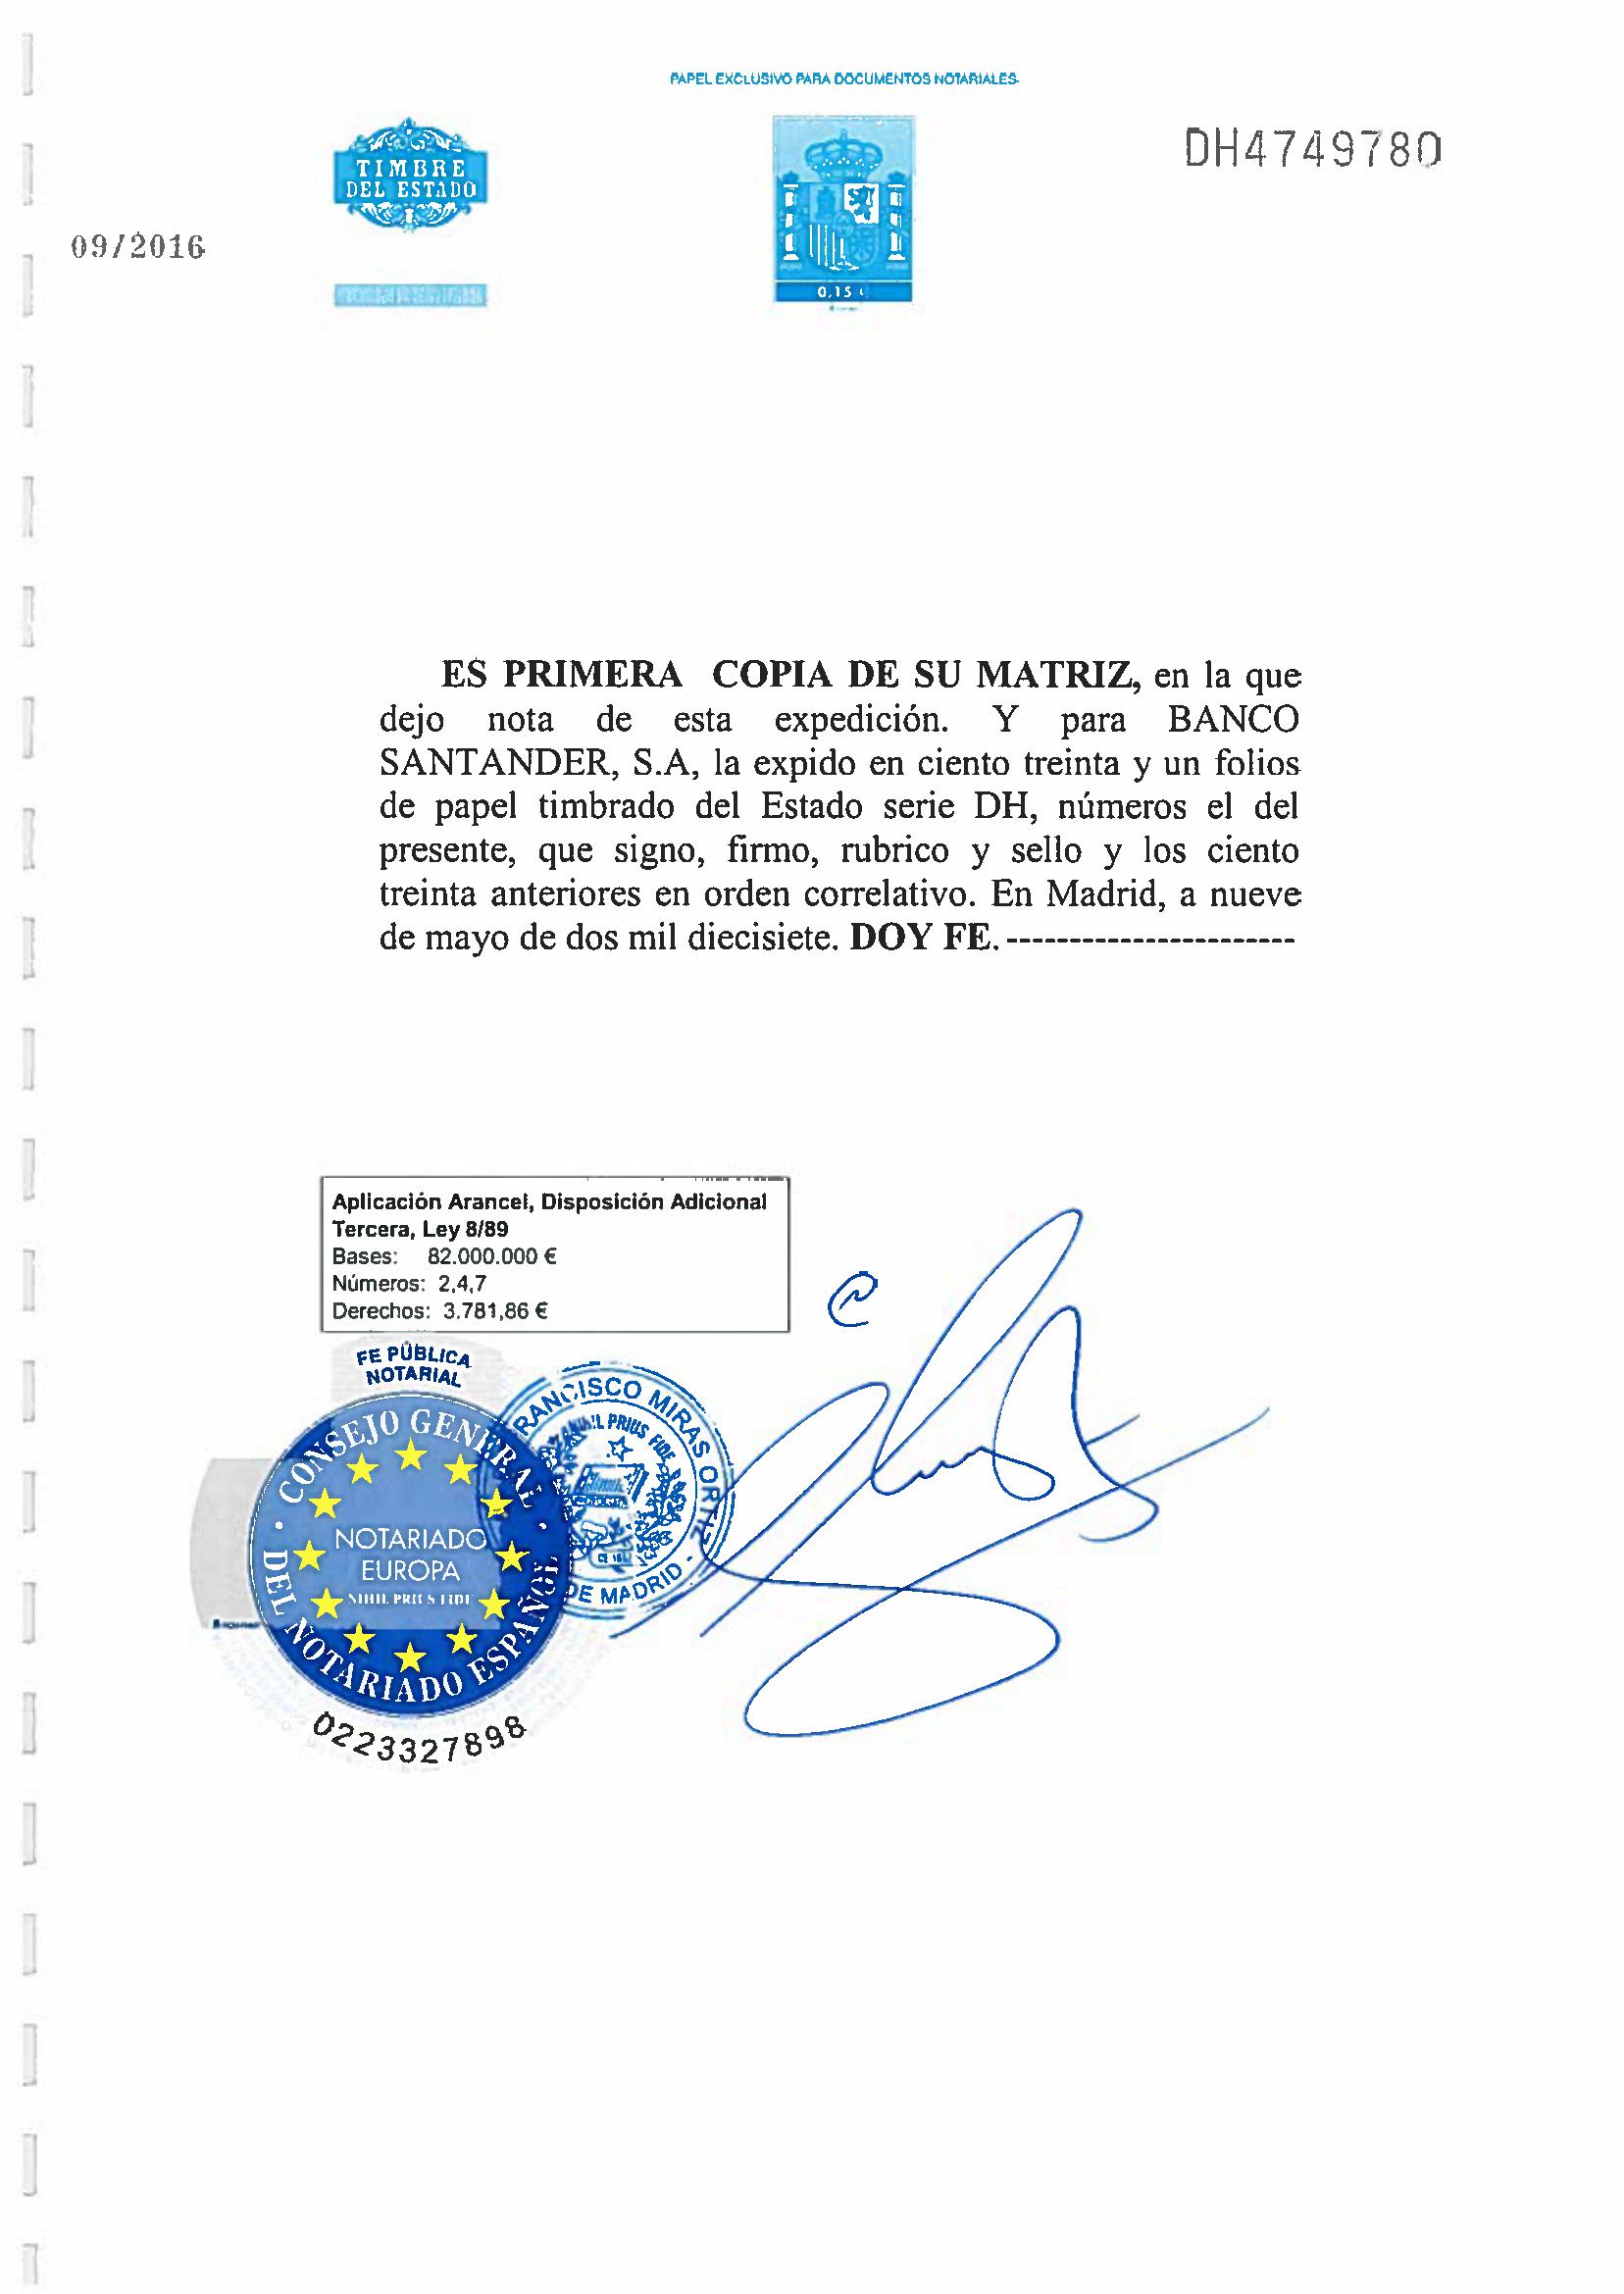 PAPEL EXCLUSIVO PARA DOCUMENTOS NOTARIALES
TIMBRE
DEL ESTADO
DH4749780
09/2016
0,15 €
ES PRIMERA COPIA DE SU MATRIZ, en la que
dejo nota de esta expedición. Y para BANCO
SANTANDER, S.A, la expido en ciento treinta y un folios
de papel timbrado del Estado serie DH, números el del
presente, que signo, firmo, rubrico y sello y los ciento
treinta anteriores en orden correlativo. En Madrid, a nueve
de mayo de dos mil diecisiete. DOY FE. -----------------------
Aplicación Arancel, Disposición Adicional
Tercera, Ley 8/89
Bases: 82.000.000 €
Números: 2,4,7
Derechos: 3.781,86 €
FE PÚBLICA
NOTARIAL
CONSEJO GENERAL
DEL NOTARIADO ESPAÑOL
NOTARIADO
EUROPA
NIHIL PRIUS FIDE
0223327898
FRANCISCO MIRAS ORTIZ
NIHIL PRIUS FIDE
DE MADRID